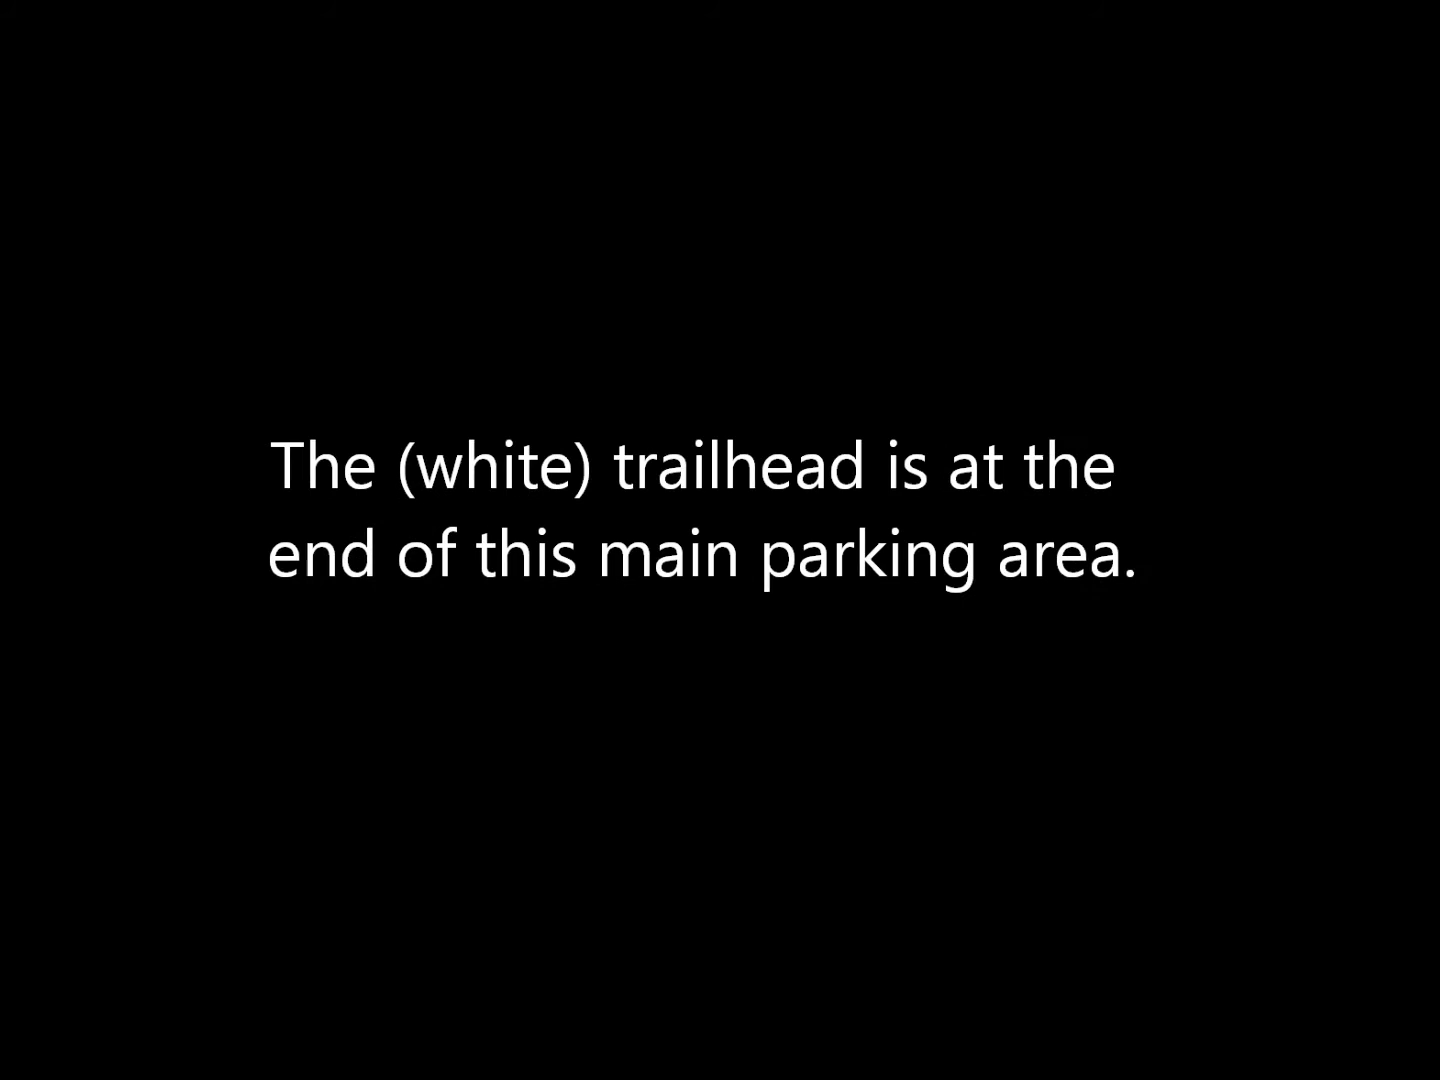 The (white) trailhead is at the
end of this main parking area.